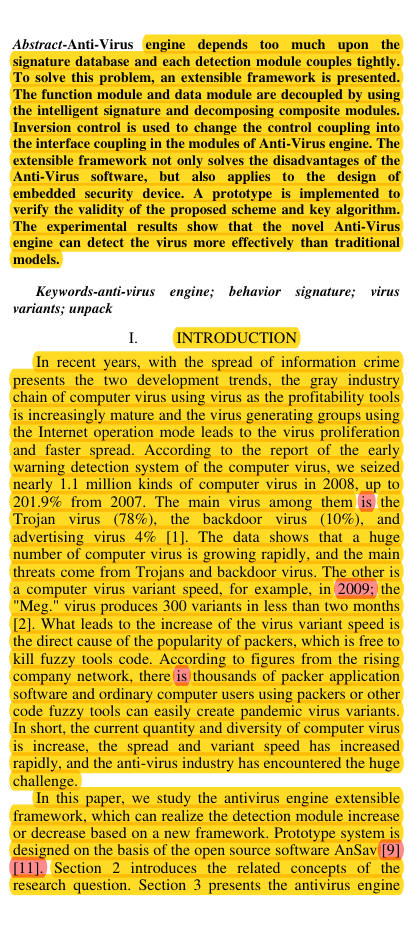 Abstract-Anti-Virus engine depends too much upon the
signature database and each detection module couples tightly.
To solve this problem, an extensible framework is presented.
The function module and data module are decoupled by using
the intelligent signature and decomposing composite modules.
Inversion control is used to change the control coupling into
the interface coupling in the modules of Anti-Virus engine. The
extensible framework not only solves the disadvantages of the
Anti-Virus software, but also applies to the design of
embedded security device. A prototype is implemented to
verify the validity of the proposed scheme and key algorithm.
The experimental results show that the novel Anti-Virus
engine can detect the virus more effectively than traditional
models.
Keywords-anti-virus engine; behavior signature; virus
variants; unpack
I. INTRODUCTION
In recent years, with the spread of information crime
presents the two development trends, the gray industry
chain of computer virus using virus as the profitability tools
is increasingly mature and the virus generating groups using
the Internet operation mode leads to the virus proliferation
and faster spread. According to the report of the early
warning detection system of the computer virus, we seized
nearly 1.1 million kinds of computer virus in 2008, up to
201.9% from 2007. The main virus among them is the
Trojan virus (78%), the backdoor virus (10%), and
advertising virus 4% [1]. The data shows that a huge
number of computer virus is growing rapidly, and the main
threats come from Trojans and backdoor virus. The other is
a computer virus variant speed, for example, in 2009; the
"Meg." virus produces 300 variants in less than two months
[2]. What leads to the increase of the virus variant speed is
the direct cause of the popularity of packers, which is free to
kill fuzzy tools code. According to figures from the rising
company network, there is thousands of packer application
software and ordinary computer users using packers or other
code fuzzy tools can easily create pandemic virus variants.
In short, the current quantity and diversity of computer virus
is increase, the spread and variant speed has increased
rapidly, and the anti-virus industry has encountered the huge
challenge.
In this paper, we study the antivirus engine extensible
framework, which can realize the detection module increase
or decrease based on a new framework. Prototype system is
designed on the basis of the open source software AnSav [9]
[11]. Section 2 introduces the related concepts of the
research question. Section 3 presents the antivirus engine